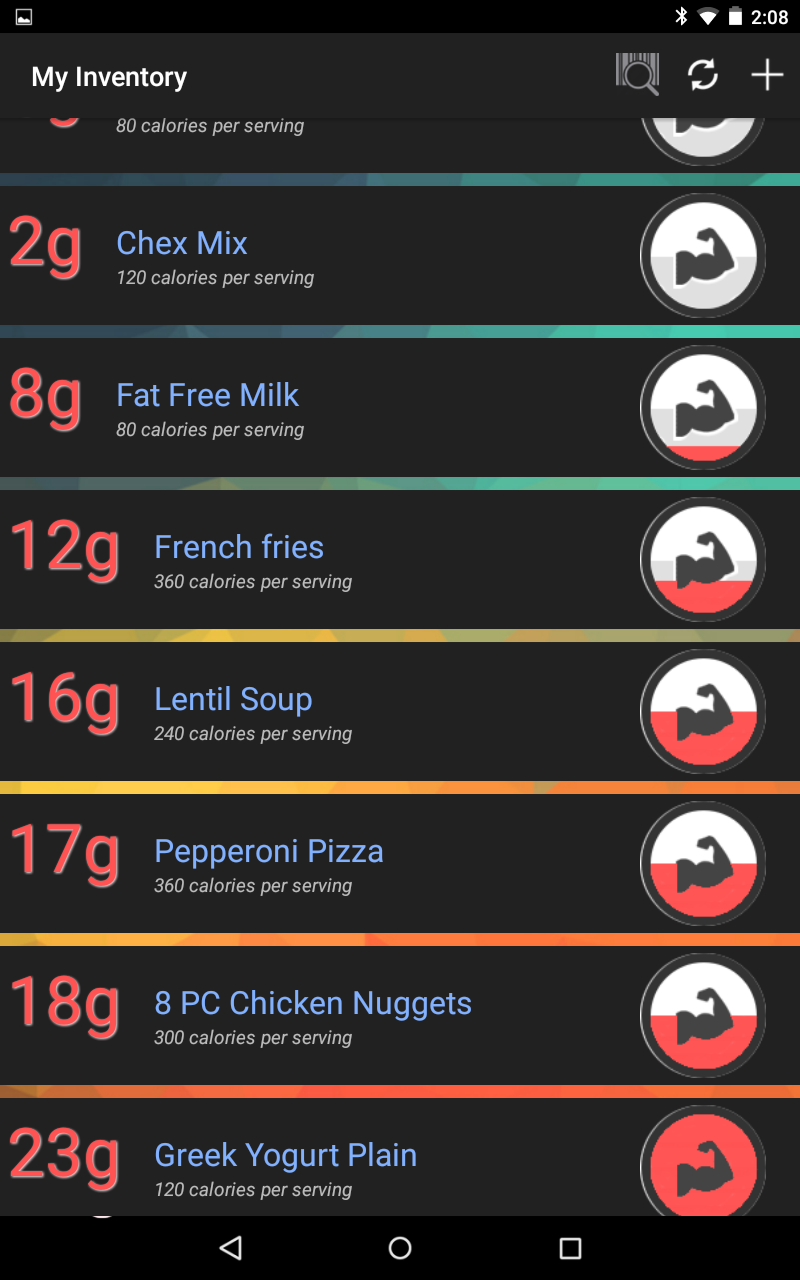 2:08
My Inventory
80 calories per serving
2g
Chex Mix
120 calories per serving
8g
Fat Free Milk
80 calories per serving
12g
French fries
360 calories per serving
16g
Lentil Soup
240 calories per serving
17g
Pepperoni Pizza
360 calories per serving
18g
8 PC Chicken Nuggets
300 calories per serving
23g
Greek Yogurt Plain
120 calories per serving